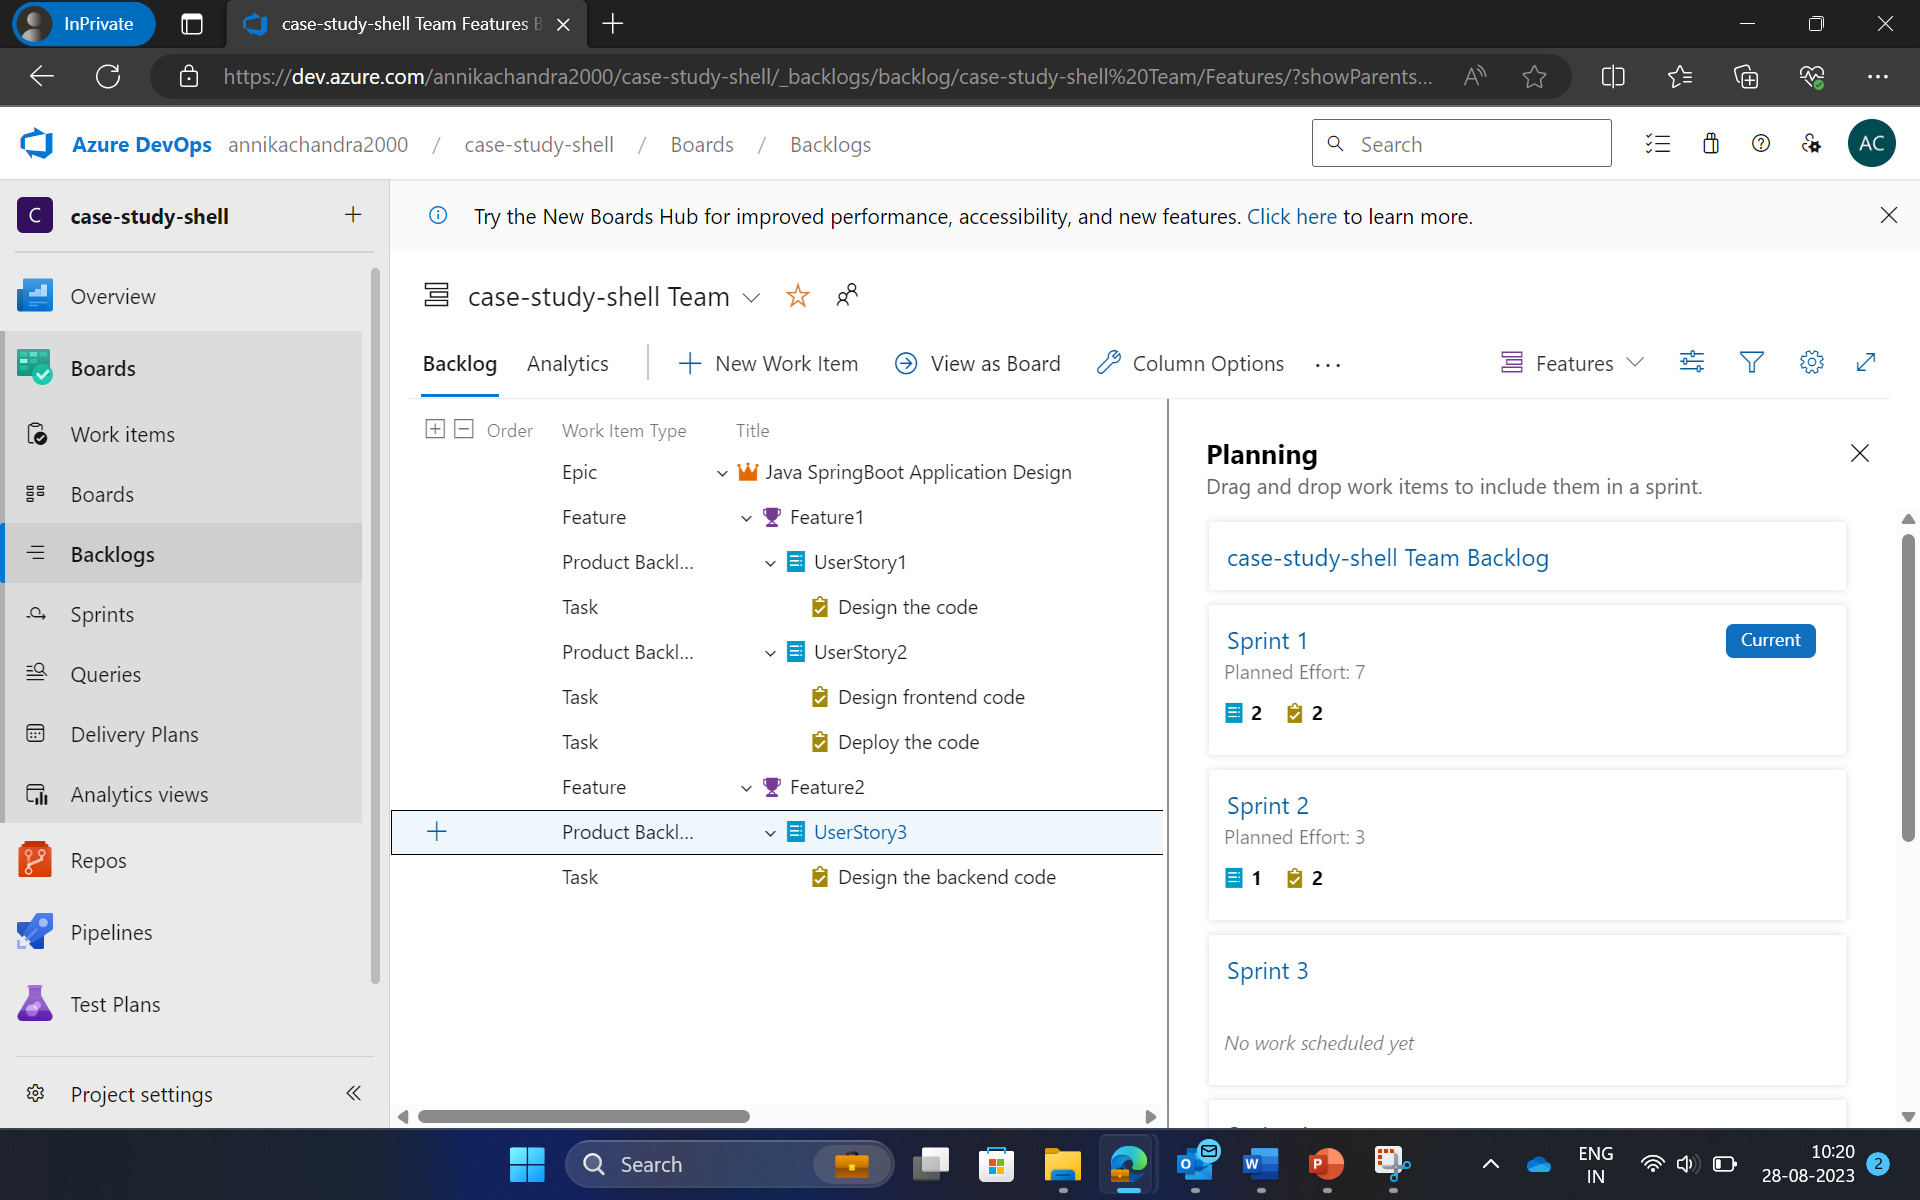 InPrivate
case-study-shell Team Features B
https://dev.azure.com/annikachandra2000/case-study-shell/_backlogs/backlog/case-study-shell%20Team/Features/?showParents...
Azure DevOps annikachandra2000 / case-study-shell / Boards / Backlogs
Search
AC
C case-study-shell
Overview
Boards
Work items
Boards
Backlogs
Sprints
Queries
Delivery Plans
Analytics views
Repos
Pipelines
Test Plans
Project settings
Try the New Boards Hub for improved performance, accessibility, and new features. Click here to learn more.
case-study-shell Team
Backlog Analytics New Work Item View as Board Column Options Features
Order Work Item Type Title
Epic Java SpringBoot Application Design
Feature Feature1
Product Backl... UserStory1
Task Design the code
Product Backl... UserStory2
Task Design frontend code
Task Deploy the code
Feature Feature2
Product Backl... UserStory3
Task Design the backend code
Planning
Drag and drop work items to include them in a sprint.
case-study-shell Team Backlog
Sprint 1 Current
Planned Effort: 7
2 2
Sprint 2
Planned Effort: 3
1 2
Sprint 3
No work scheduled yet
Search
ENG
IN
10:20
28-08-2023
2